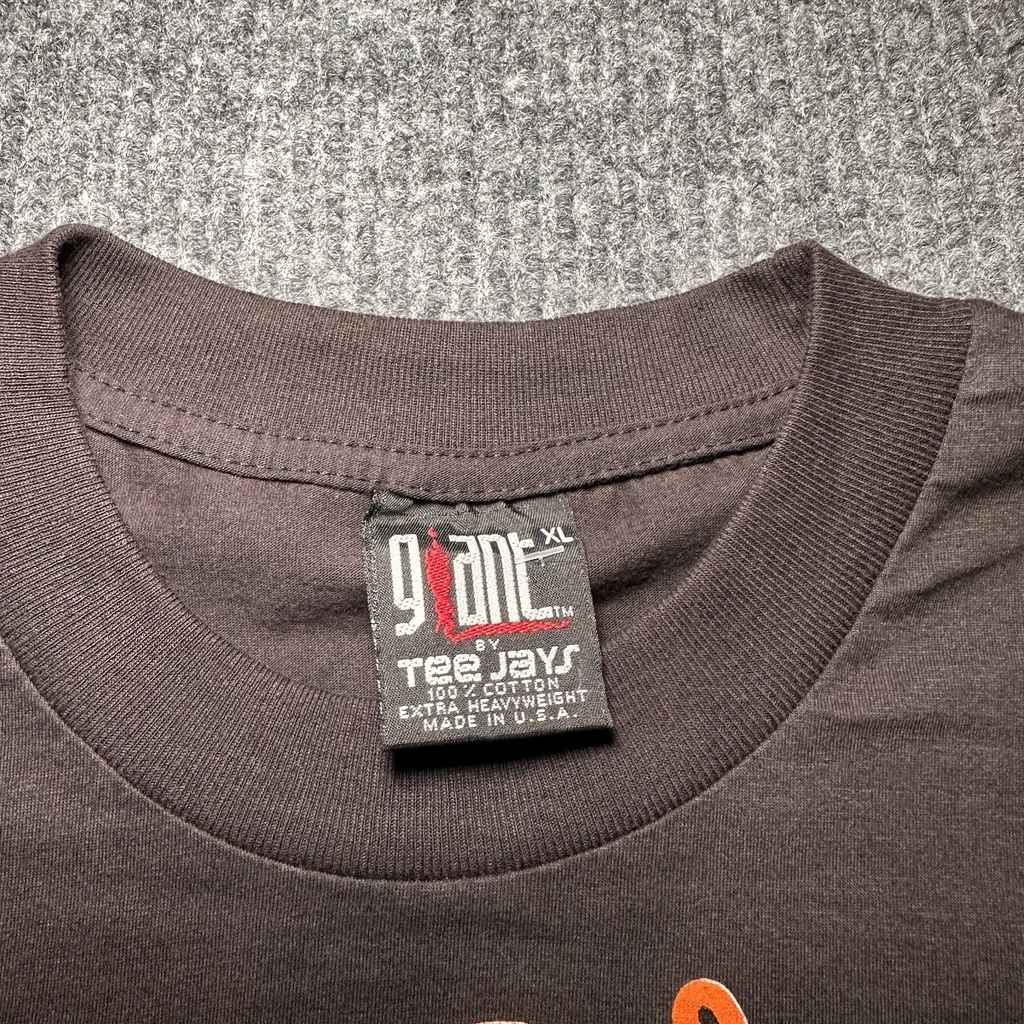 giant XL
TM
BY
Tee Jays
100% COTTON
EXTRA HEAVYWEIGHT
MADE IN U.S.A.